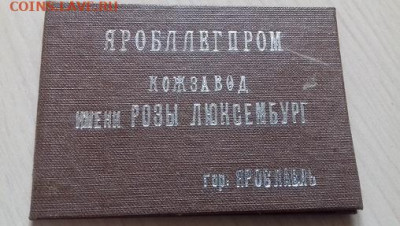 COINS.LAVE.RU
ЯРОБЛЛЕГПРОМ
КОЖЗАВОД
ИМЕНИ РОЗЫ ЛЮКСЕМБУРГ
гор. ЯРОСЛАВЛЬ